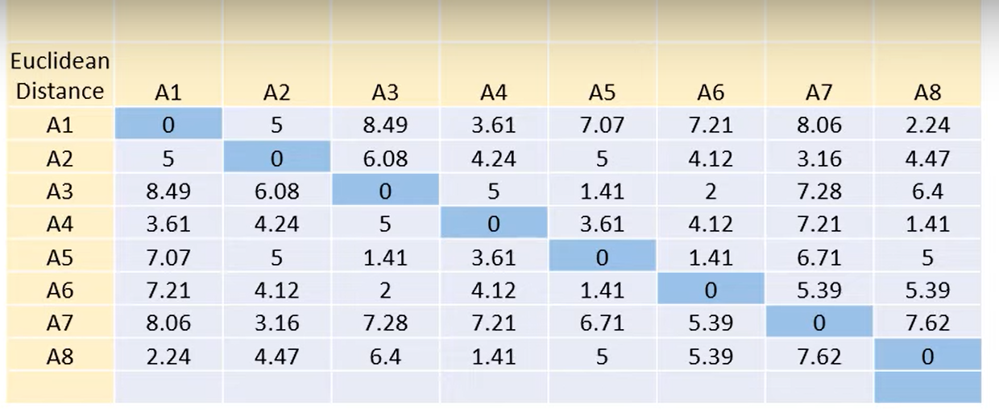 Euclidean
Distance A1 A2 A3 A4 A5 A6 A7 A8
A1 0 5 8.49 3.61 7.07 7.21 8.06 2.24
A2 5 0 6.08 4.24 5 4.12 3.16 4.47
A3 8.49 6.08 0 5 1.41 2 7.28 6.4
A4 3.61 4.24 5 0 3.61 4.12 7.21 1.41
A5 7.07 5 1.41 3.61 0 1.41 6.71 5
A6 7.21 4.12 2 4.12 1.41 0 5.39 5.39
A7 8.06 3.16 7.28 7.21 6.71 5.39 0 7.62
A8 2.24 4.47 6.4 1.41 5 5.39 7.62 0